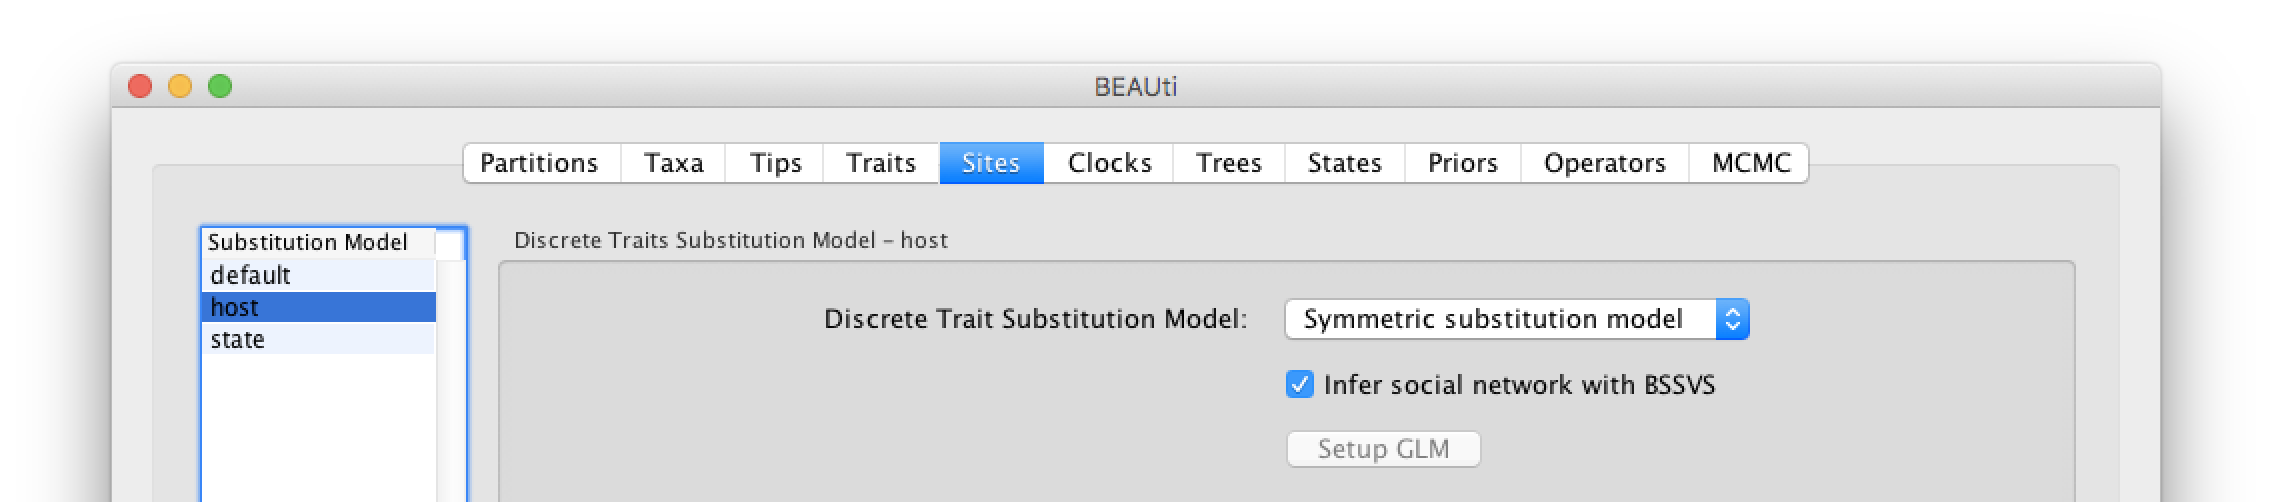 BEAUti
Partitions Taxa Tips Traits Sites Clocks Trees States Priors Operators MCMC
Substitution Model
default
host
state
Discrete Traits Substitution Model – host
Discrete Trait Substitution Model: Symmetric substitution model
Infer social network with BSSVS
Setup GLM